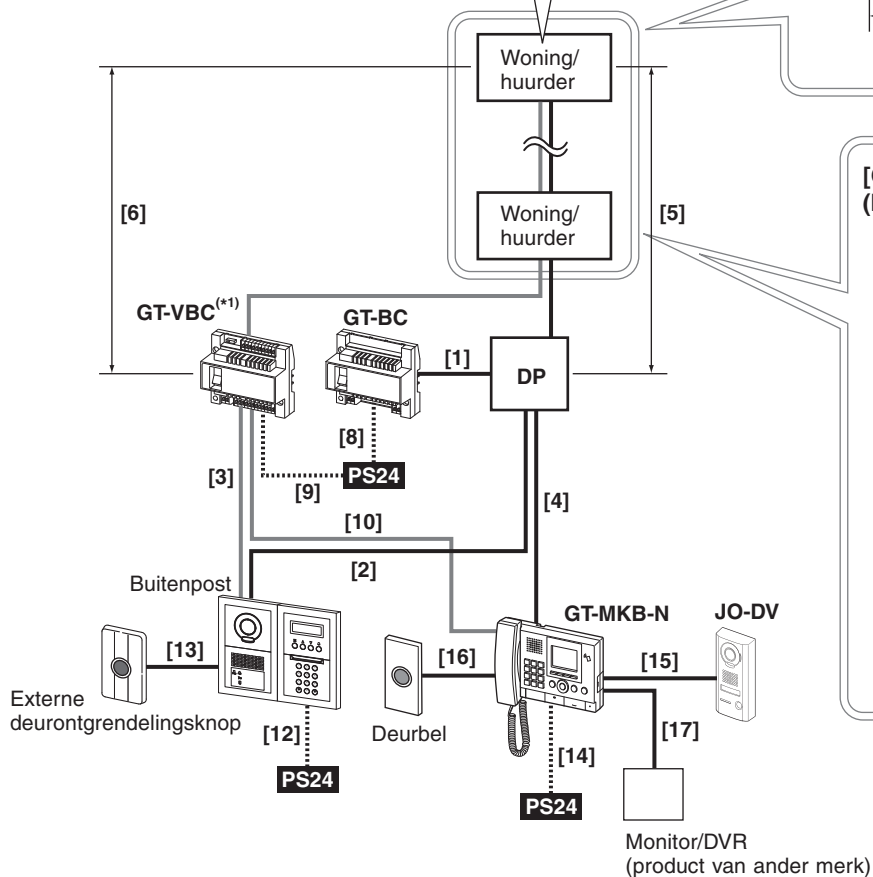 Woning/
huurder
[6]
Woning/
huurder
[5]
GT-VBC(*1)
GT-BC
[1]
DP
[8]
[3]
PS24
[9]
[4]
[10]
[2]
Buitenpost
GT-MKB-N
JO-DV
[13]
[16]
[15]
Externe
deurontgrendelingsknop
[12]
Deurbel
[14]
[17]
PS24
PS24
Monitor/DVR
(product van ander merk)